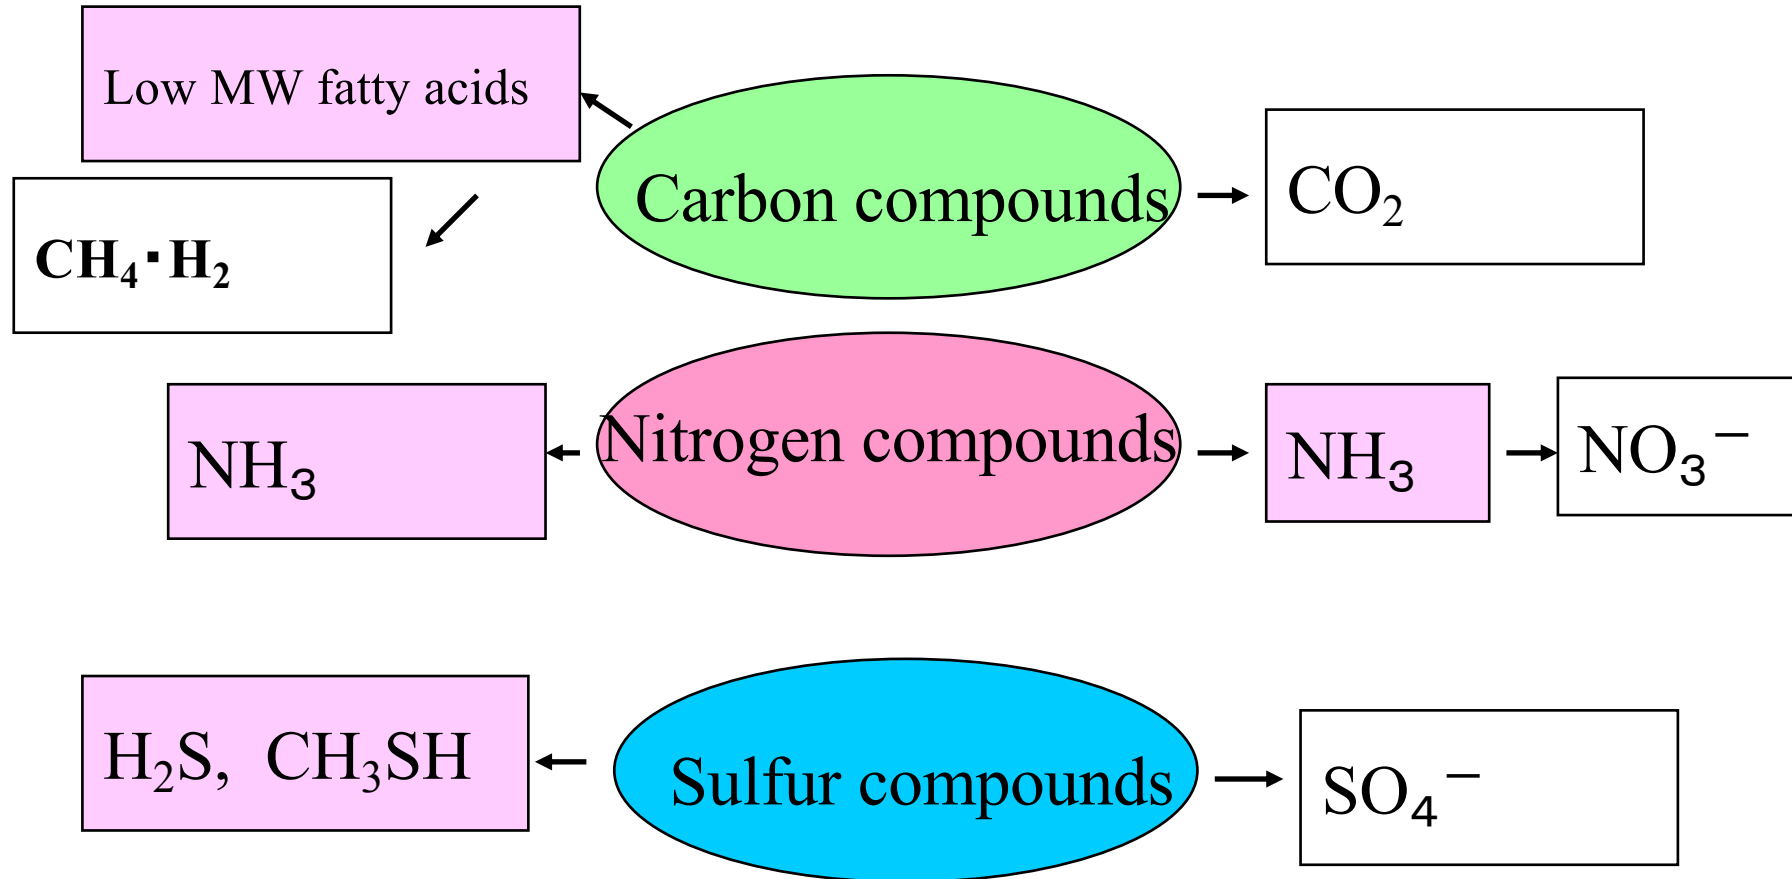 Low MW fatty acids
Carbon compounds
CO₂
CH₄・H₂
NH₃
Nitrogen compounds
NH₃
NO₃⁻
H₂S, CH₃SH
Sulfur compounds
SO₄⁻